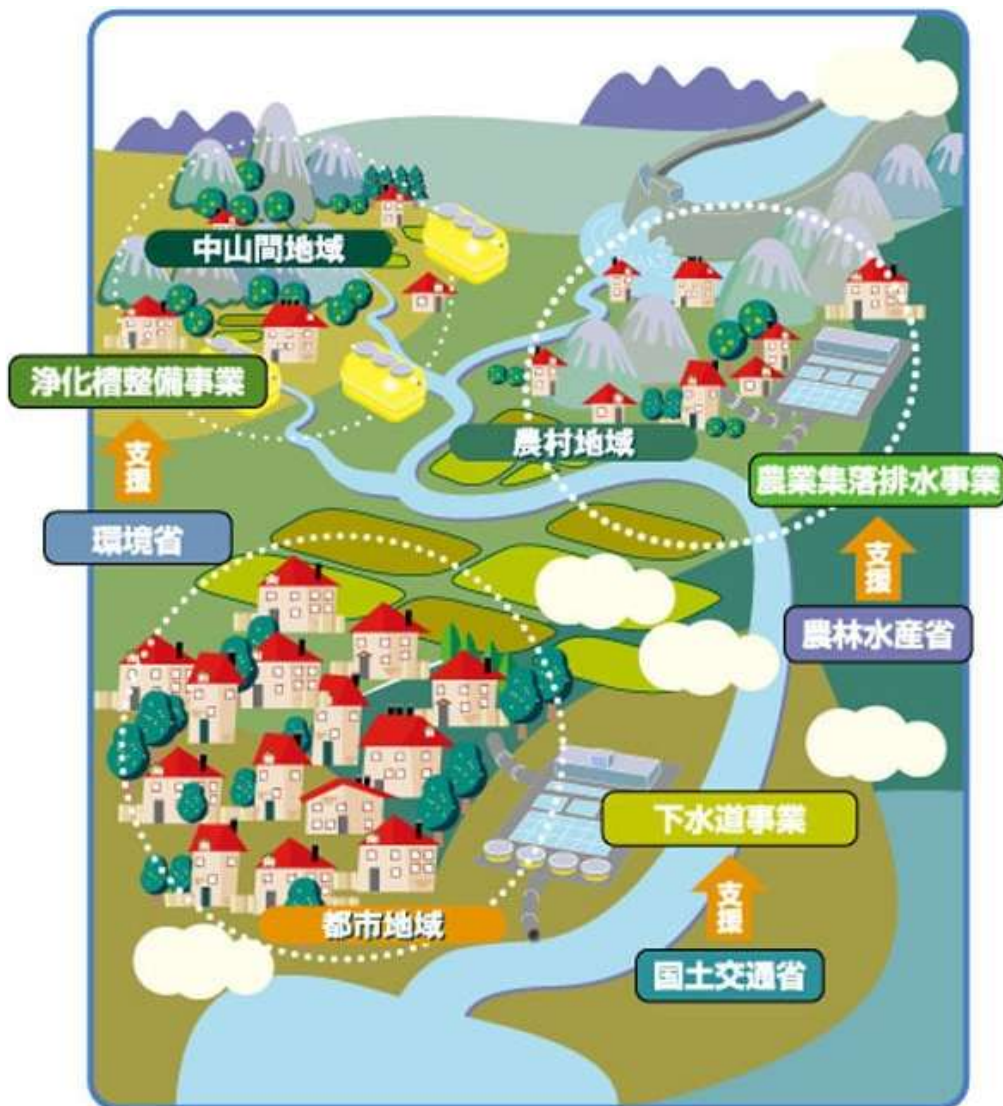 中山間地域
浄化槽整備事業
支援
環境省
農村地域
農業集落排水事業
支援
農林水産省
下水道事業
支援
国土交通省
都市地域